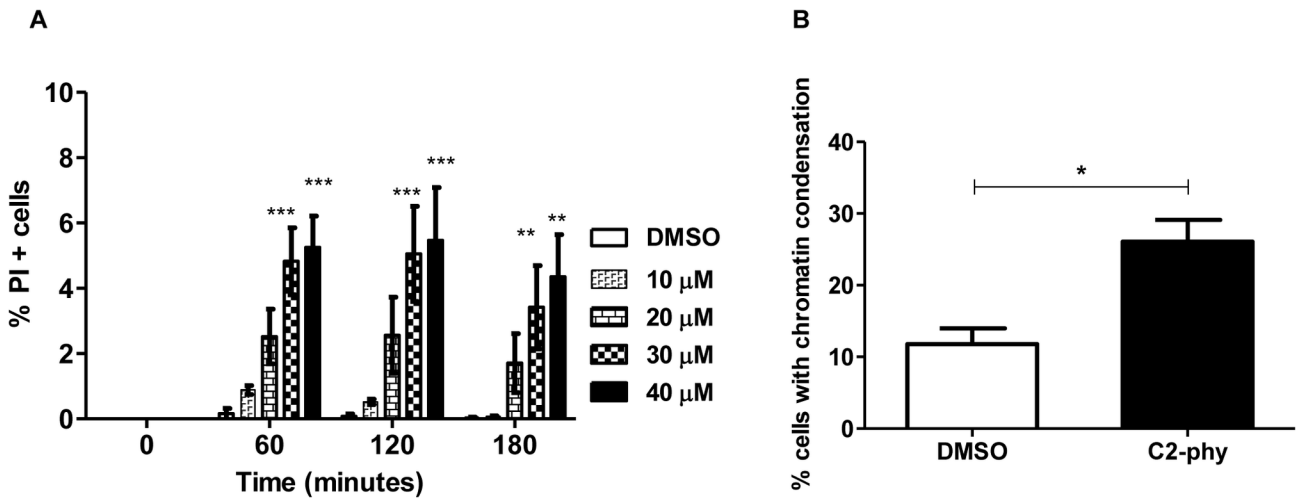 A
% PI + cells
10
8
6
4
2
0
*** *** *** *** ** **
0 60 120 180
Time (minutes)
DMSO
10 μM
20 μM
30 μM
40 μM
B
% cells with chromatin condensation
40
30
20
10
0
*
DMSO C2-phy